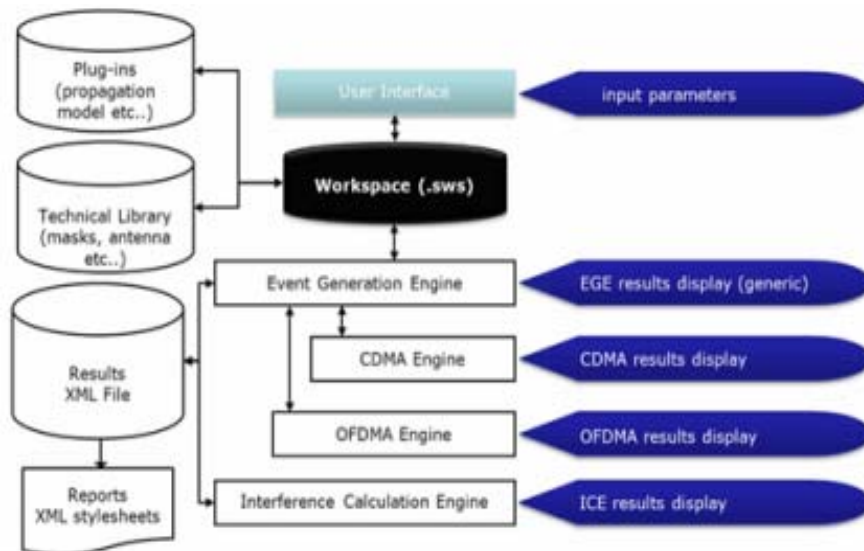 Plug-ins
(propagation
model etc..)
User Interface
input parameters
Workspace (.sws)
Technical Library
(masks, antenna
etc..)
Event Generation Engine
EGE results display (generic)
CDMA Engine
CDMA results display
Results
XML File
OFDMA Engine
OFDMA results display
Reports
XML stylesheets
Interference Calculation Engine
ICE results display